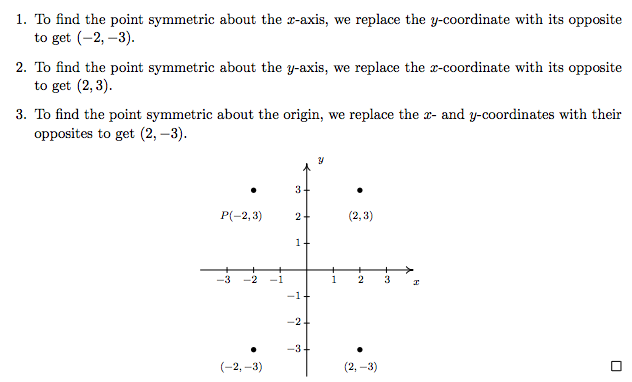 1. To find the point symmetric about the x-axis, we replace the y-coordinate with its opposite
to get (−2, −3).
2. To find the point symmetric about the y-axis, we replace the x-coordinate with its opposite
to get (2, 3).
3. To find the point symmetric about the origin, we replace the x- and y-coordinates with their
opposites to get (2, −3).
y
3
P(−2, 3) 2 (2, 3)
1
−3 −2 −1 1 2 3 x
−1
−2
−3
(−2, −3) (2, −3)